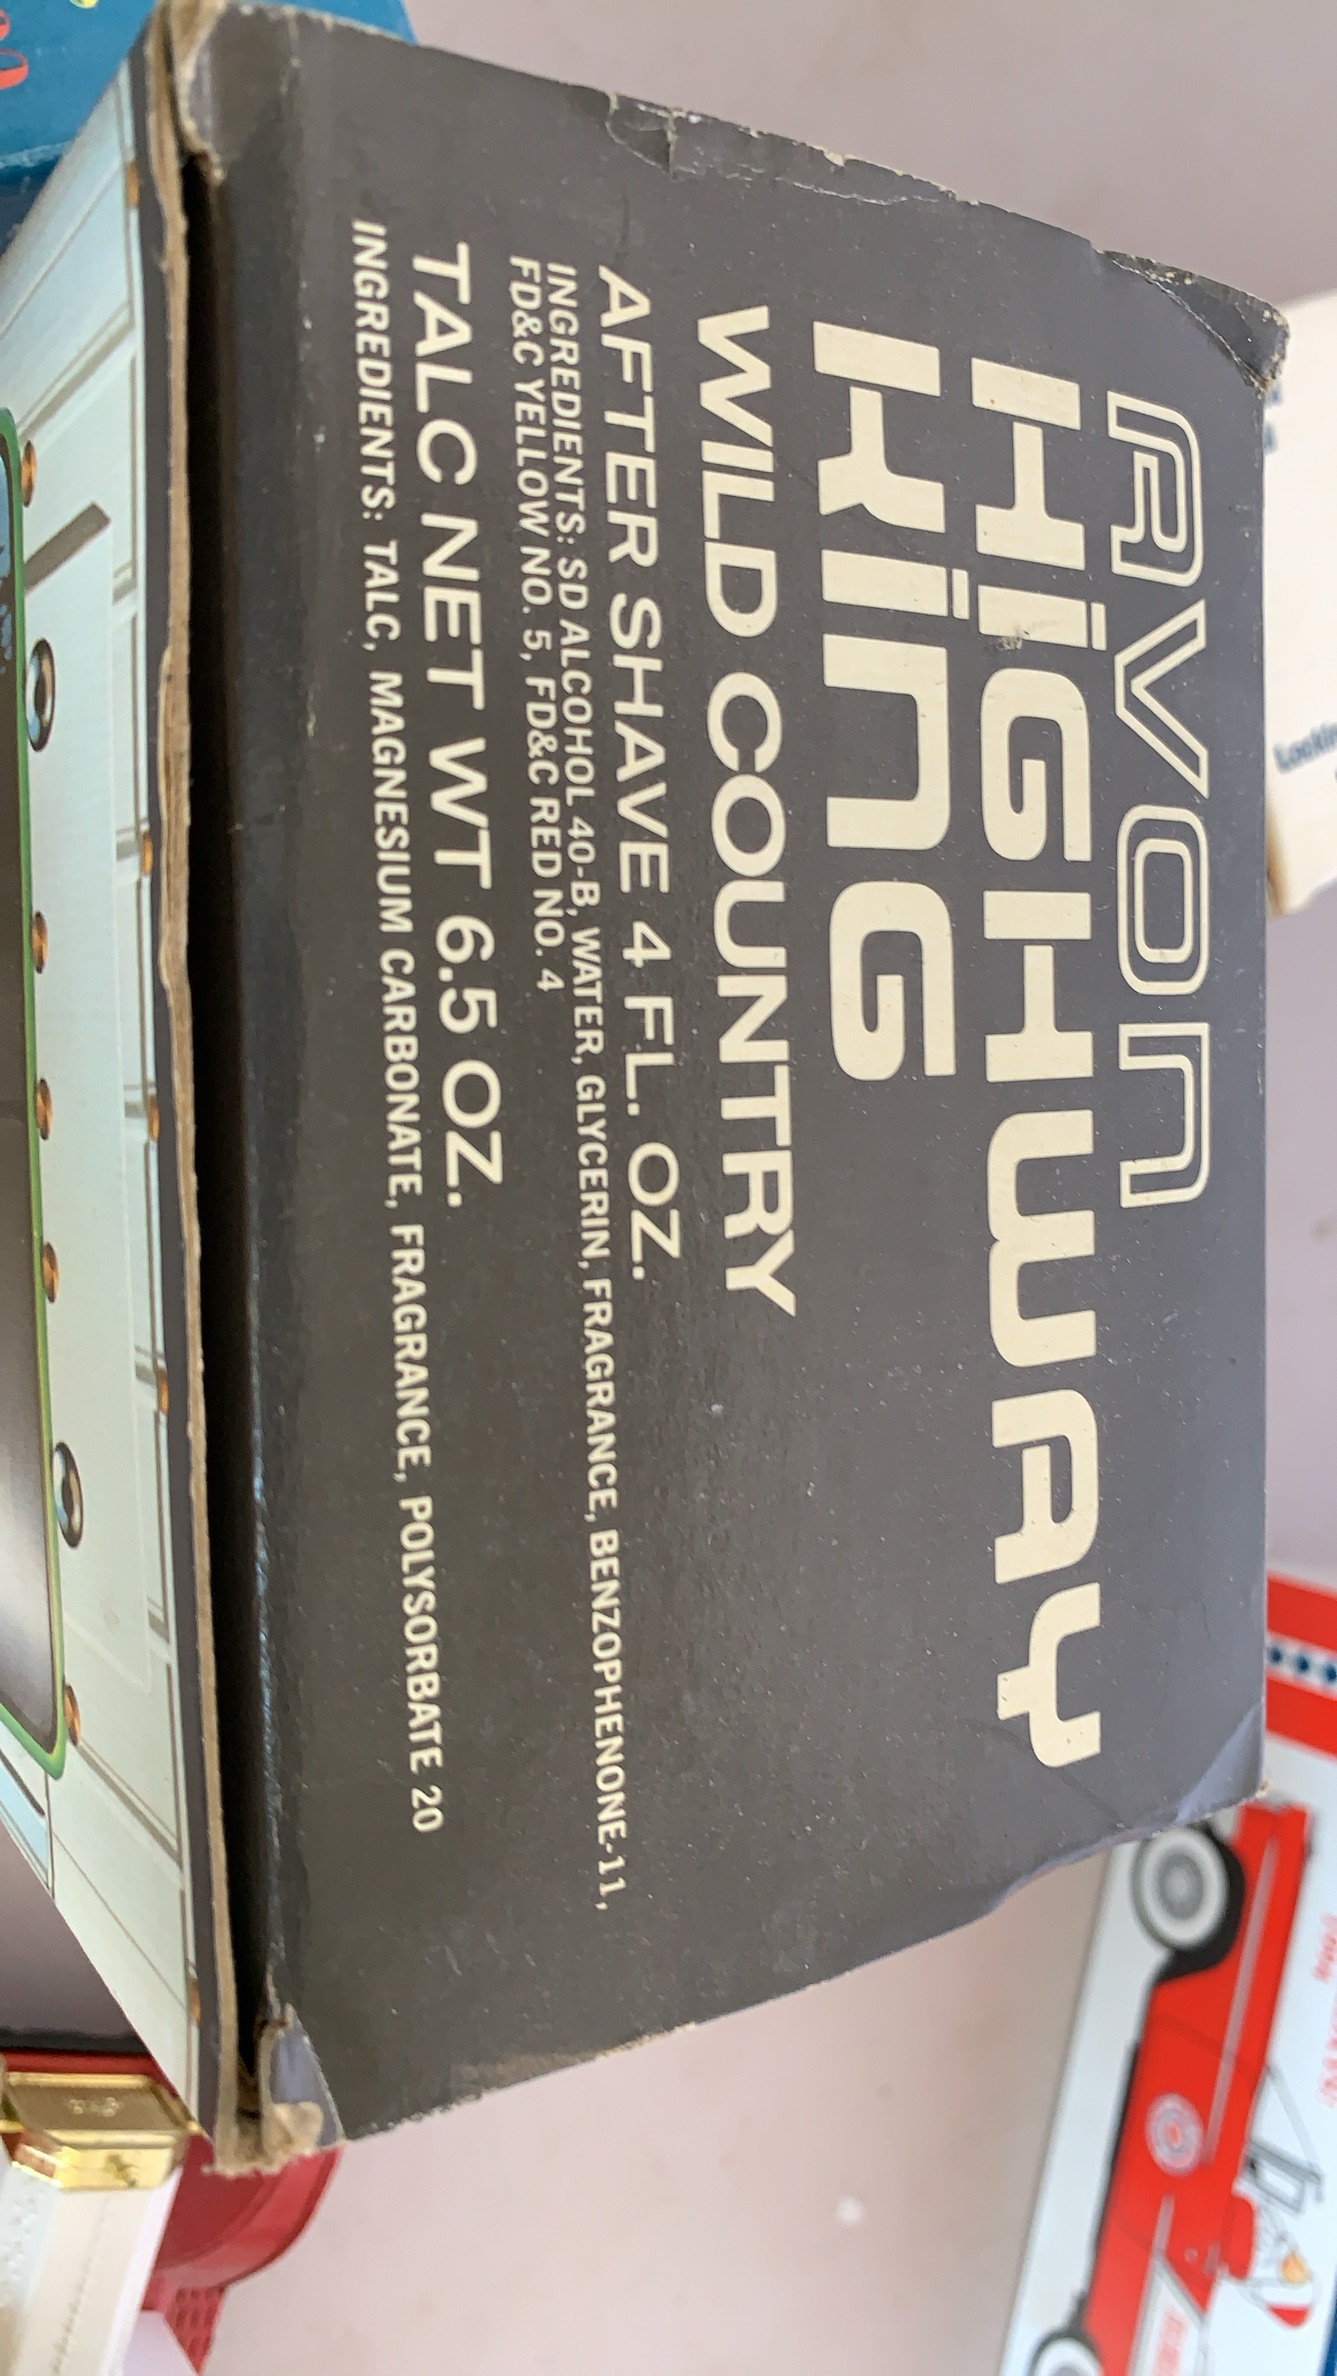 AVON
HiGHWAY
KiNG
WILD COUNTRY
AFTER SHAVE 4 FL. OZ.
INGREDIENTS: SD ALCOHOL 40-B, WATER, GLYCERIN, FRAGRANCE, BENZOPHENONE-11,
FD&C YELLOW NO. 5, FD&C RED NO. 4
TALC NET WT 6.5 OZ.
INGREDIENTS: TALC, MAGNESIUM CARBONATE, FRAGRANCE, POLYSORBATE 20